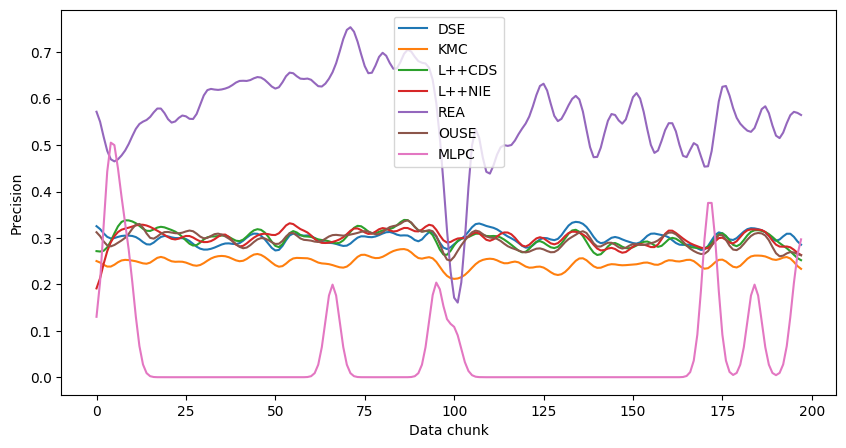 DSE
KMC
L++CDS
L++NIE
REA
OUSE
MLPC
Precision
0.7
0.6
0.5
0.4
0.3
0.2
0.1
0.0
0 25 50 75 100 125 150 175 200
Data chunk